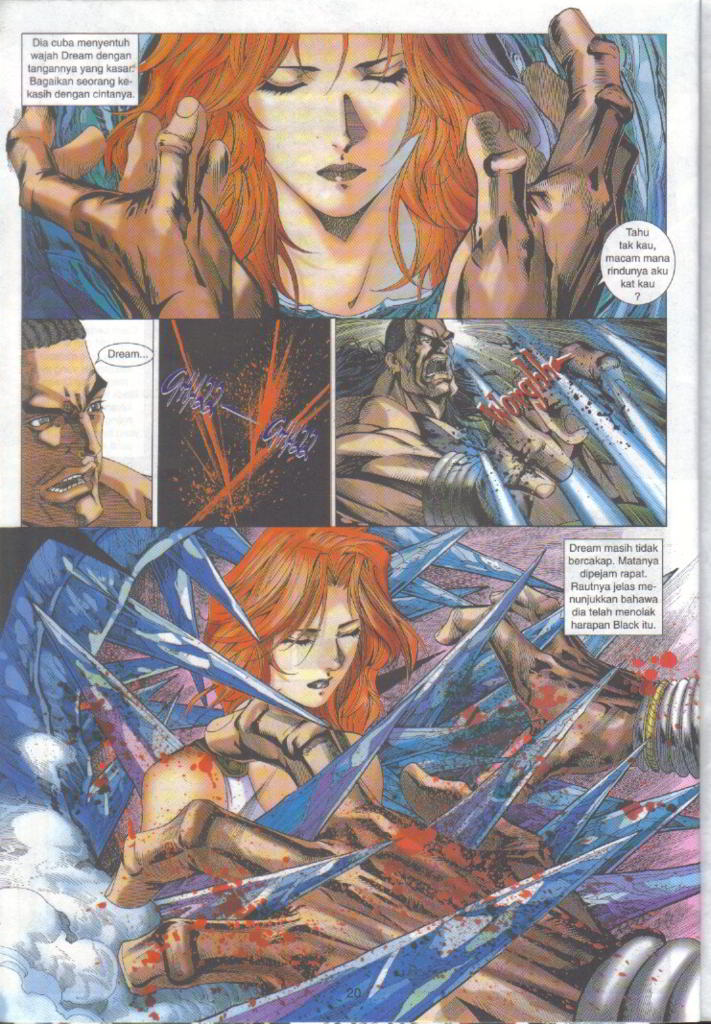 Dia cuba menyentuh
wajah Dream dengan
tangannya yang kasar.
Bagaikan seorang ke-
kasih dengan cintanya.
Tahu
tak kau,
macam mana
rindunya aku
kat kau
?
Dream...
Dream masih tidak
bercakap. Matanya
dipejam rapat.
Rautnya jelas me-
nunjukkan bahawa
dia telah menolak
harapan Black itu.
20